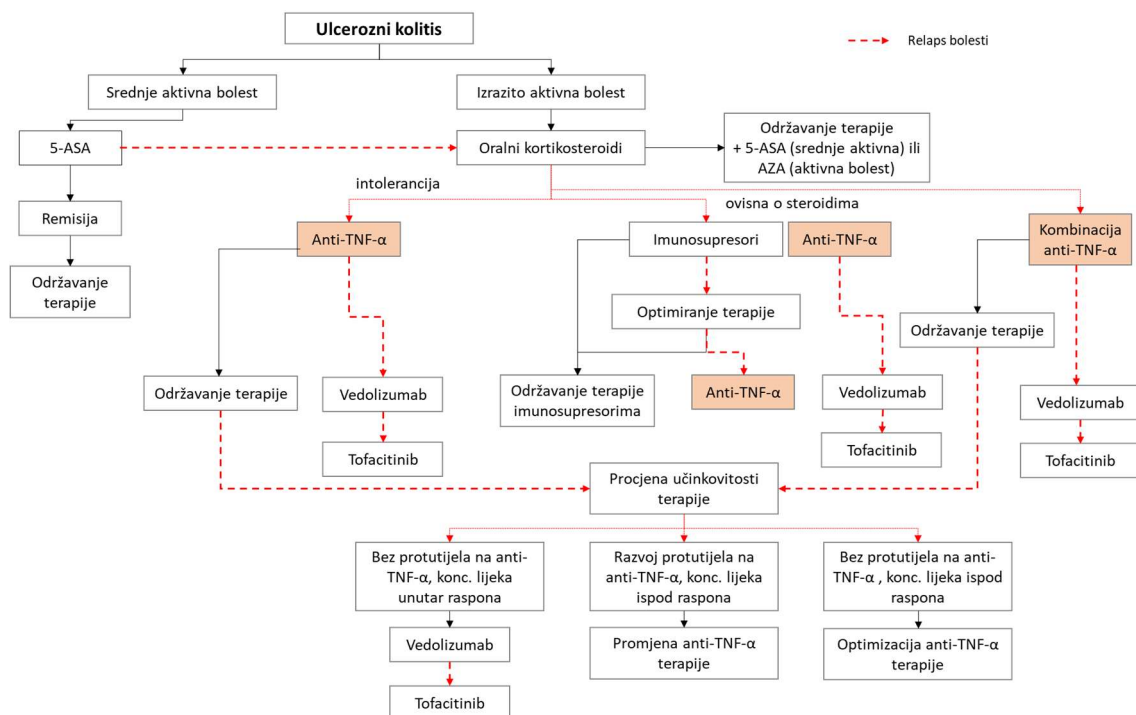 Ulcerozni kolitis
Relaps bolesti
Srednje aktivna bolest
Izrazito aktivna bolest
5-ASA
Oralni kortikosteroidi
Održavanje terapije
+ 5-ASA (srednje aktivna) ili
AZA (aktivna bolest)
intolerancija
ovisna o steroidima
Remisija
Anti-TNF-α
Imunosupresori
Anti-TNF-α
Kombinacija
anti-TNF-α
Održavanje
terapije
Optimiranje terapije
Održavanje terapije
Održavanje terapije
Vedolizumab
Održavanje terapije
imunosupresorima
Anti-TNF-α
Vedolizumab
Vedolizumab
Tofacitinib
Tofacitinib
Tofacitinib
Procjena učinkovitosti
terapije
Bez protutijela na anti-
TNF-α, konc. lijeka
unutar raspona
Razvoj protutijela na
anti-TNF-α, konc. lijeka
ispod raspona
Bez protutijela na anti-
TNF-α , konc. lijeka ispod
raspona
Vedolizumab
Promjena anti-TNF-α
terapije
Optimizacija anti-TNF-α
terapije
Tofacitinib